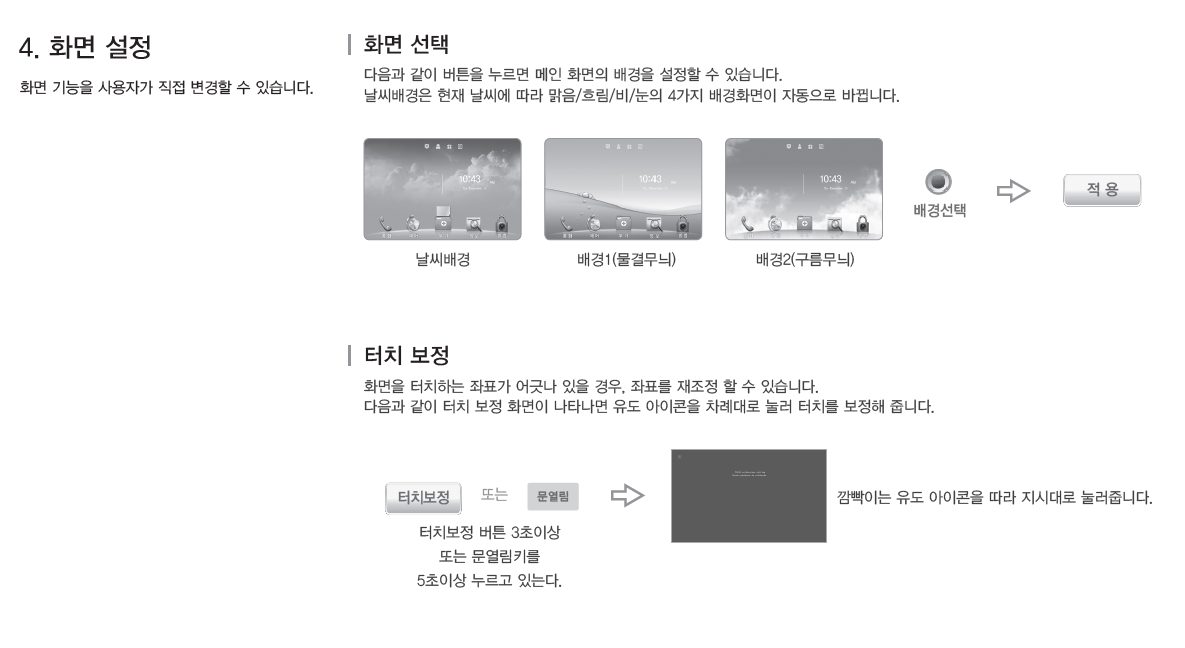 4. 화면 설정
화면 기능을 사용자가 직접 변경할 수 있습니다.
화면 선택
다음과 같이 버튼을 누르면 메인 화면의 배경을 설정할 수 있습니다.
날씨배경은 현재 날씨에 따라 맑음/흐림/비/눈의 4가지 배경화면이 자동으로 바뀝니다.
10:43
10:43
10:43
배경선택
적 용
날씨배경
배경1(물결무늬)
배경2(구름무늬)
터치 보정
화면을 터치하는 좌표가 어긋나 있을 경우, 좌표를 재조정 할 수 있습니다.
다음과 같이 터치 보정 화면이 나타나면 유도 아이콘을 차례대로 눌러 터치를 보정해 줍니다.
터치보정 또는 문열림
깜빡이는 유도 아이콘을 따라 지시대로 눌러줍니다.
터치보정 버튼 3초이상
또는 문열림키를
5초이상 누르고 있는다.